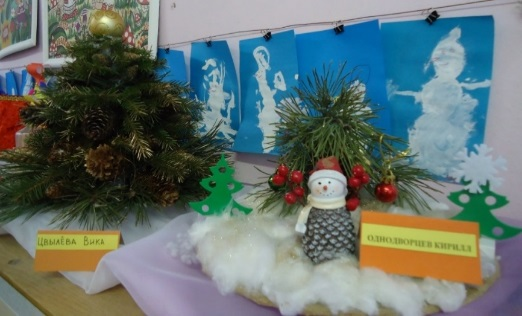 Цвылёва Вика
ОДНОДВОРЦЕВ КИРИЛЛ